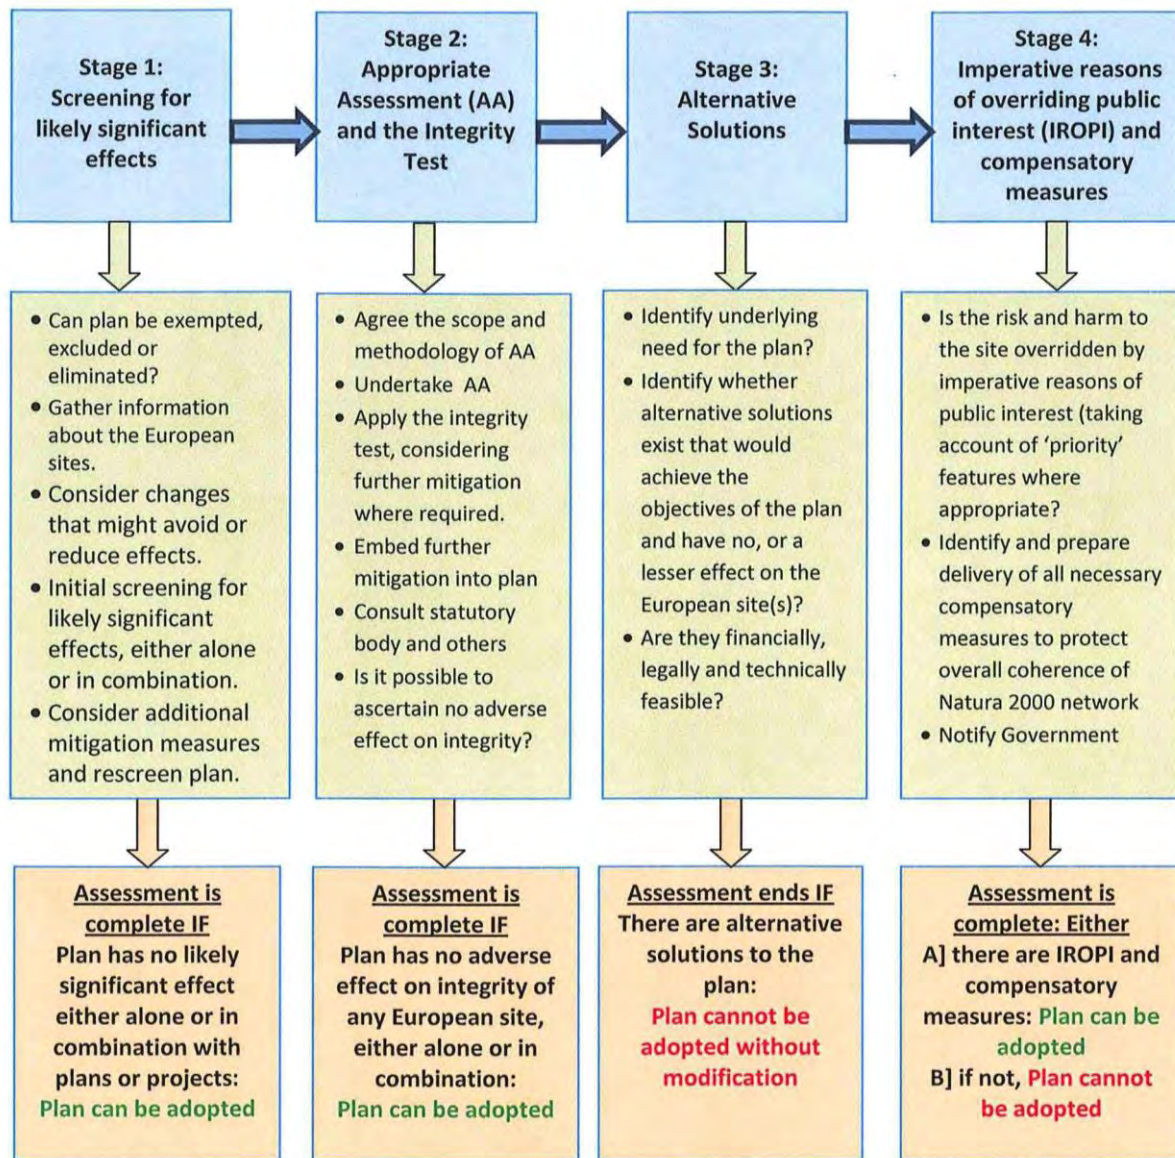 Stage 1:
Screening for
likely significant
effects
Stage 2:
Appropriate
Assessment (AA)
and the Integrity
Test
Stage 3:
Alternative
Solutions
Stage 4:
Imperative reasons
of overriding public
interest (IROPI) and
compensatory
measures
• Can plan be exempted,
excluded or
eliminated?
• Gather information
about the European
sites.
• Consider changes
that might avoid or
reduce effects.
• Initial screening for
likely significant
effects, either alone
or in combination.
• Consider additional
mitigation measures
and rescreen plan.
• Agree the scope and
methodology of AA
• Undertake AA
• Apply the integrity
test, considering
further mitigation
where required.
• Embed further
mitigation into plan
• Consult statutory
body and others
• Is it possible to
ascertain no adverse
effect on integrity?
• Identify underlying
need for the plan?
• Identify whether
alternative solutions
exist that would
achieve the
objectives of the plan
and have no, or a
lesser effect on the
European site(s)?
• Are they financially,
legally and technically
feasible?
• Is the risk and harm to
the site overridden by
imperative reasons of
public interest (taking
account of ‘priority’
features where
appropriate?
• Identify and prepare
delivery of all necessary
compensatory
measures to protect
overall coherence of
Natura 2000 network
• Notify Government
Assessment is
complete IF
Plan has no likely
significant effect
either alone or in
combination with
plans or projects:
Plan can be adopted
Assessment is
complete IF
Plan has no adverse
effect on integrity of
any European site,
either alone or in
combination:
Plan can be adopted
Assessment ends IF
There are alternative
solutions to the
plan:
Plan cannot be
adopted without
modification
Assessment is
complete: Either
A] there are IROPI and
compensatory
measures: Plan can be
adopted
B] if not, Plan cannot
be adopted